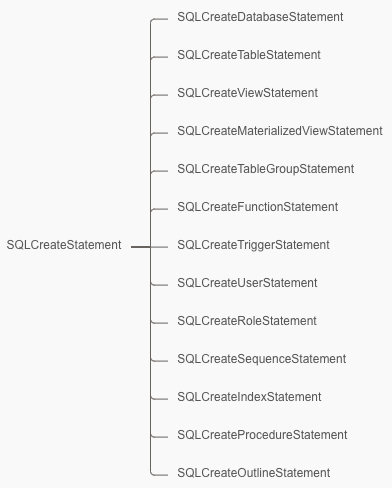 SQLCreateDatabaseStatement
SQLCreateTableStatement
SQLCreateViewStatement
SQLCreateMaterializedViewStatement
SQLCreateTableGroupStatement
SQLCreateFunctionStatement
SQLCreateStatement
SQLCreateTriggerStatement
SQLCreateUserStatement
SQLCreateRoleStatement
SQLCreateSequenceStatement
SQLCreateIndexStatement
SQLCreateProcedureStatement
SQLCreateOutlineStatement